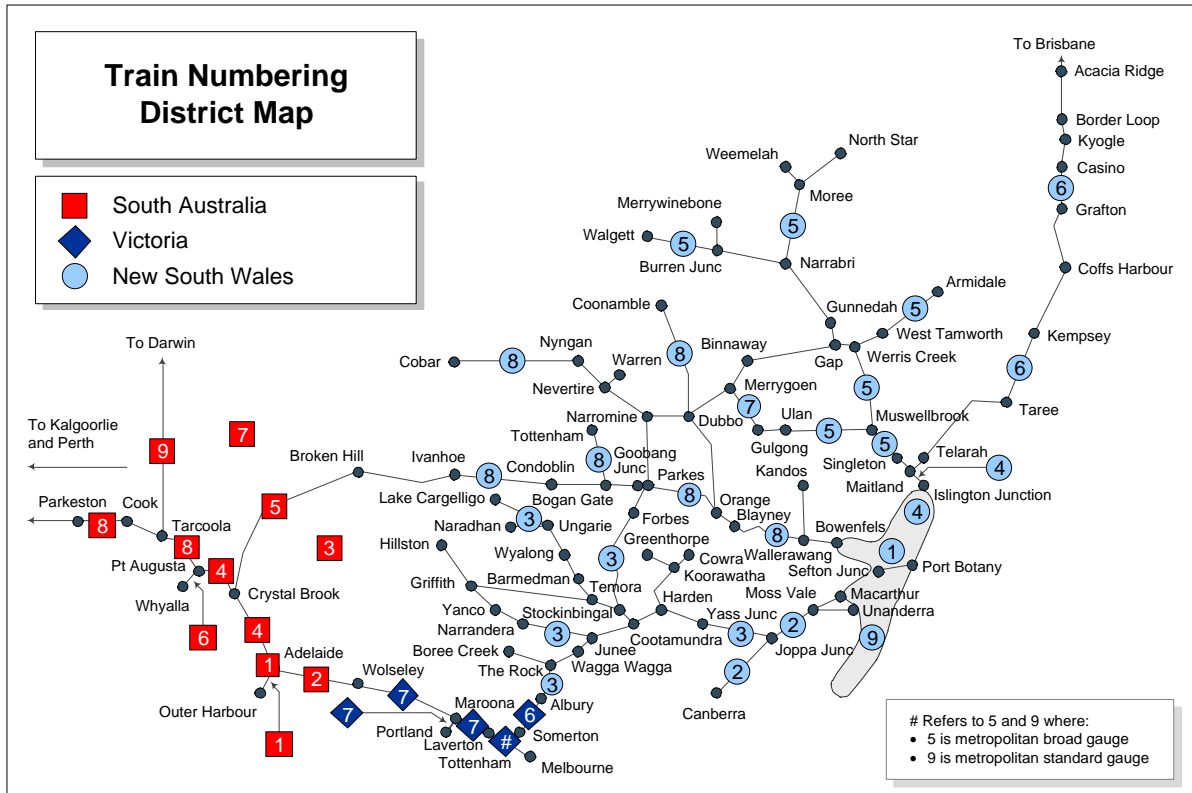 Train Numbering
District Map
South Australia
Victoria
New South Wales
To Brisbane
Acacia Ridge
Border Loop
Kyogle
Casino
6
Grafton
Coffs Harbour
Kempsey
6
Taree
North Star
Weemelah
Moree
Merrywinebone
5
Walgett
5
Burren Junc
Narrabri
Armidale
Gunnedah
5
Coonamble
West Tamworth
Binnaway
Gap
Werris Creek
Nyngan
8
Cobar
8
Warren
Nevertire
Merrygoen
5
7
Narromine
Dubbo
Ulan
Muswellbrook
Tottenham
5
5
Gulgong
Telarah
8
Goobang
Junc
Kandos
Singleton
4
Maitland
Islington Junction
To Darwin
To Kalgoorlie
and Perth
7
9
Broken Hill
Ivanhoe
8
Condoblin
Parkes
8
Bogan Gate
Orange
Lake Cargelligo
Blayney
4
Parkeston
Cook
5
8
Tarcoola
3
Naradhan
Ungarie
Forbes
8
Bowenfels
Wallerawang
1
8
3
Hillston
Wyalong
Greenthorpe
Cowra
3
Koorawatha
Sefton Junc
Port Botany
Pt Augusta
4
Whyalla
Crystal Brook
Griffith
Barmedman
Temora
Harden
Moss Vale
Macarthur
Unanderra
Yanco
Stockinbingal
Yass Junc
2
6
4
Narrandera
3
Cootamundra
3
Joppa Junc
9
Boree Creek
Junee
Wagga Wagga
Adelaide
1
2
Wolseley
The Rock
3
2
Canberra
7
Maroona
Albury
Outer Harbour
7
Portland
7
6
Laverton
#
Somerton
Tottenham
Melbourne
1
# Refers to 5 and 9 where:
• 5 is metropolitan broad gauge
• 9 is metropolitan standard gauge